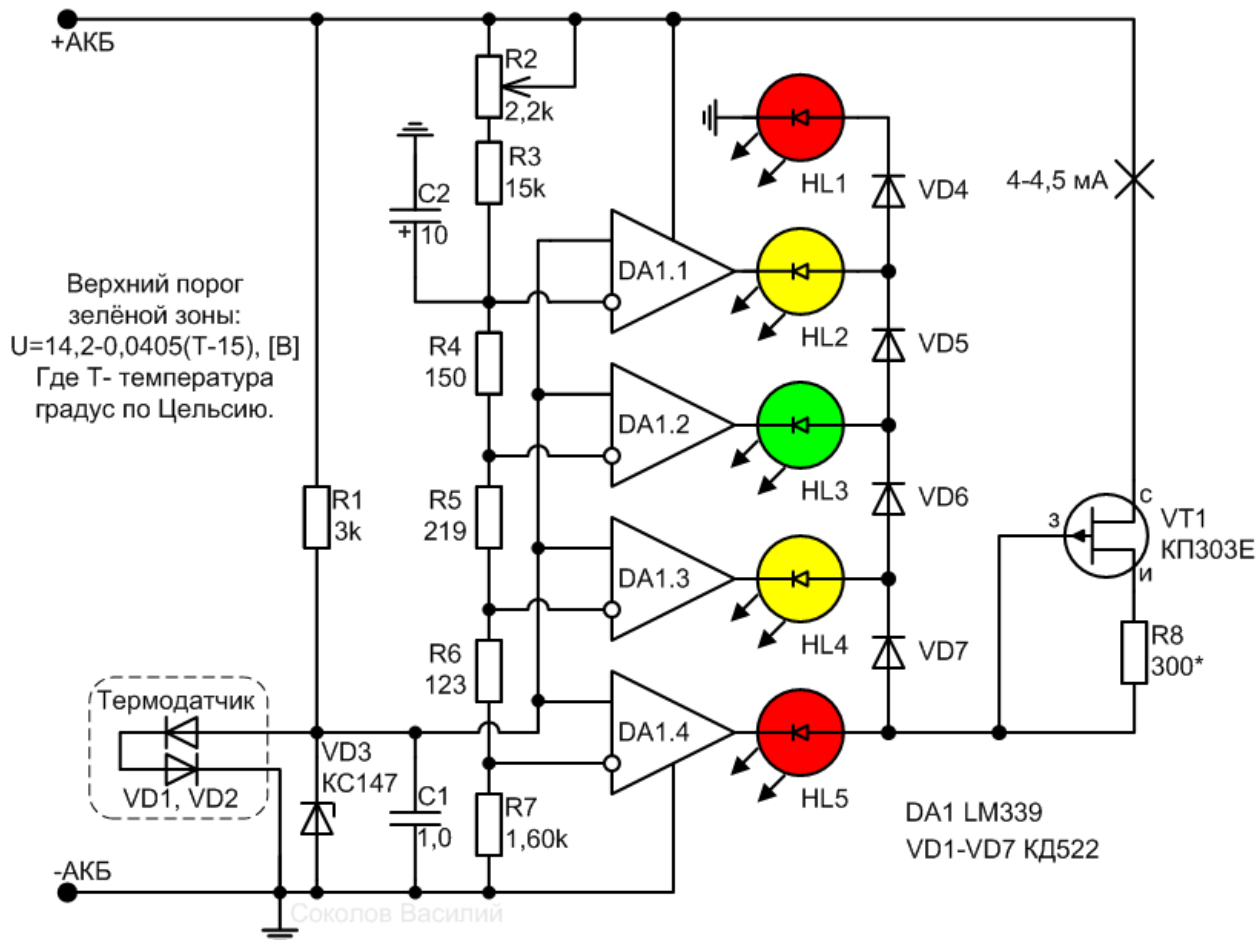 +АКБ
R2
2,2k
R3
15k
C2
+ 10
HL1
VD4
4-4,5 мА
DA1.1
HL2
VD5
Верхний порог
зелёной зоны:
U=14,2-0,0405(T-15), [В]
Где Т- температура
градус по Цельсию.
R4
150
DA1.2
HL3
VD6
R1
3k
R5
219
с
з
и
VT1
КП303Е
DA1.3
HL4
VD7
R6
123
R8
300*
Термодатчик
VD1, VD2
VD3
КС147
C1
1,0
DA1.4
HL5
R7
1,60k
DA1 LM339
VD1-VD7 КД522
-АКБ
Соколов Василий